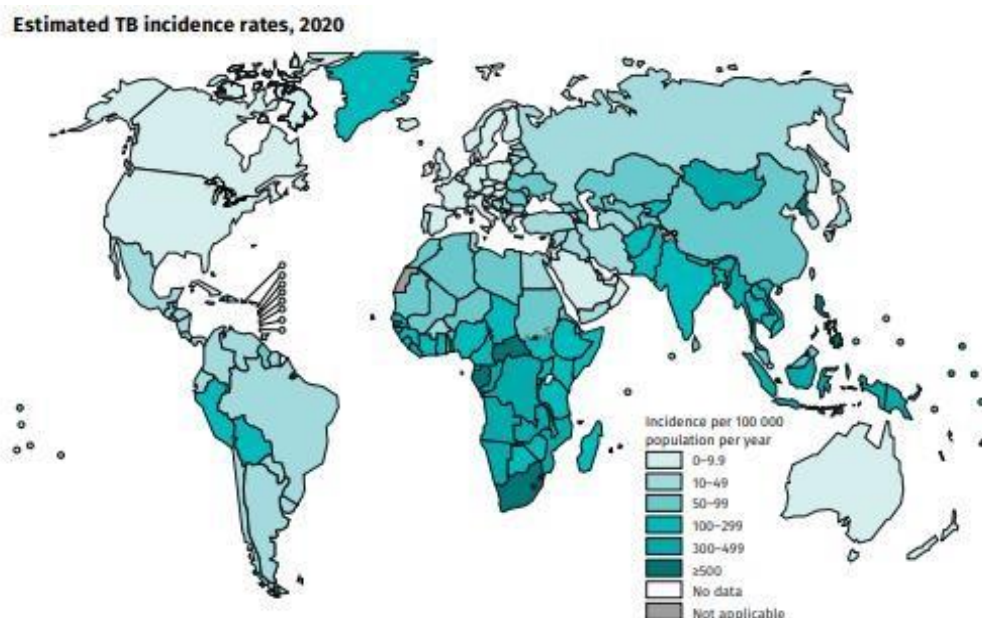 Estimated TB incidence rates, 2020
Incidence per 100 000
population per year
0–9.9
10–49
50–99
100–299
300–499
≥500
No data
Not applicable